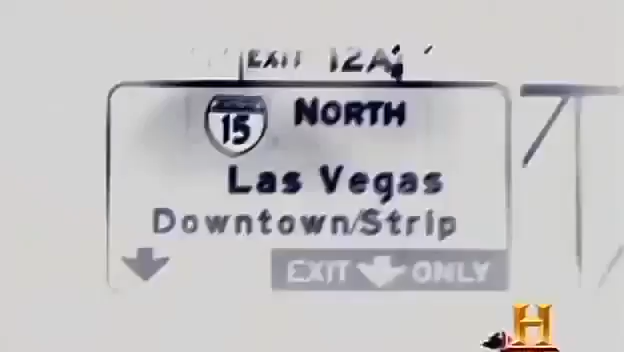 EXIT 12A
15 NORTH
Las Vegas
Downtown/Strip
EXIT ONLY
H